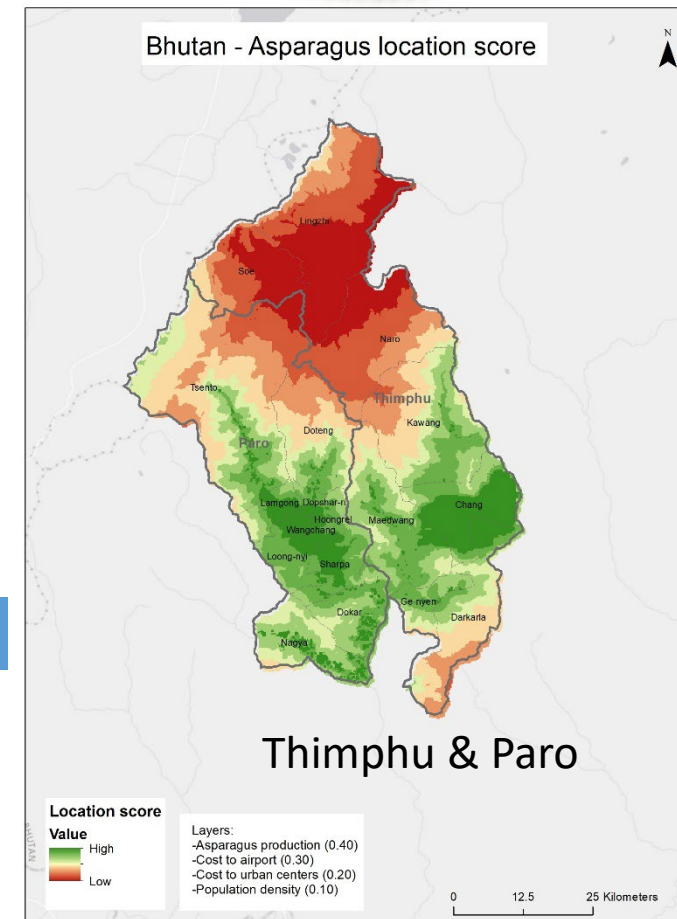 Bhutan - Asparagus location score
N
Lingzhi
Soe
Naro
Tsento
Thimphu
Kawang
Doteng
Paro
Lamgong
Dopshar-ri
Chang
Hoongrel
Maedwang
Wangchang
Loong-nyi
Sharpa
Ge nyen
Dokar
Darkarla
Nagya
Thimphu & Paro
Location score
Value
High
Low
Layers:
-Asparagus production (0.40)
-Cost to airport (0.30)
-Cost to urban centers (0.20)
-Population density (0.10)
BHUTAN
0 12.5 25 Kilometers